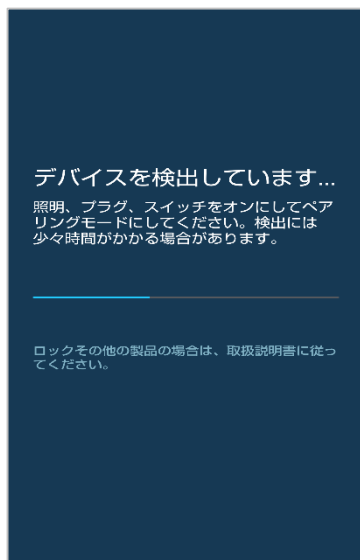 デバイスを検出しています...
照明、プラグ、スイッチをオンにしてペア
リングモードにしてください。検出には
少々時間がかかる場合があります。
ロックその他の製品の場合は、取扱説明書に従っ
てください。